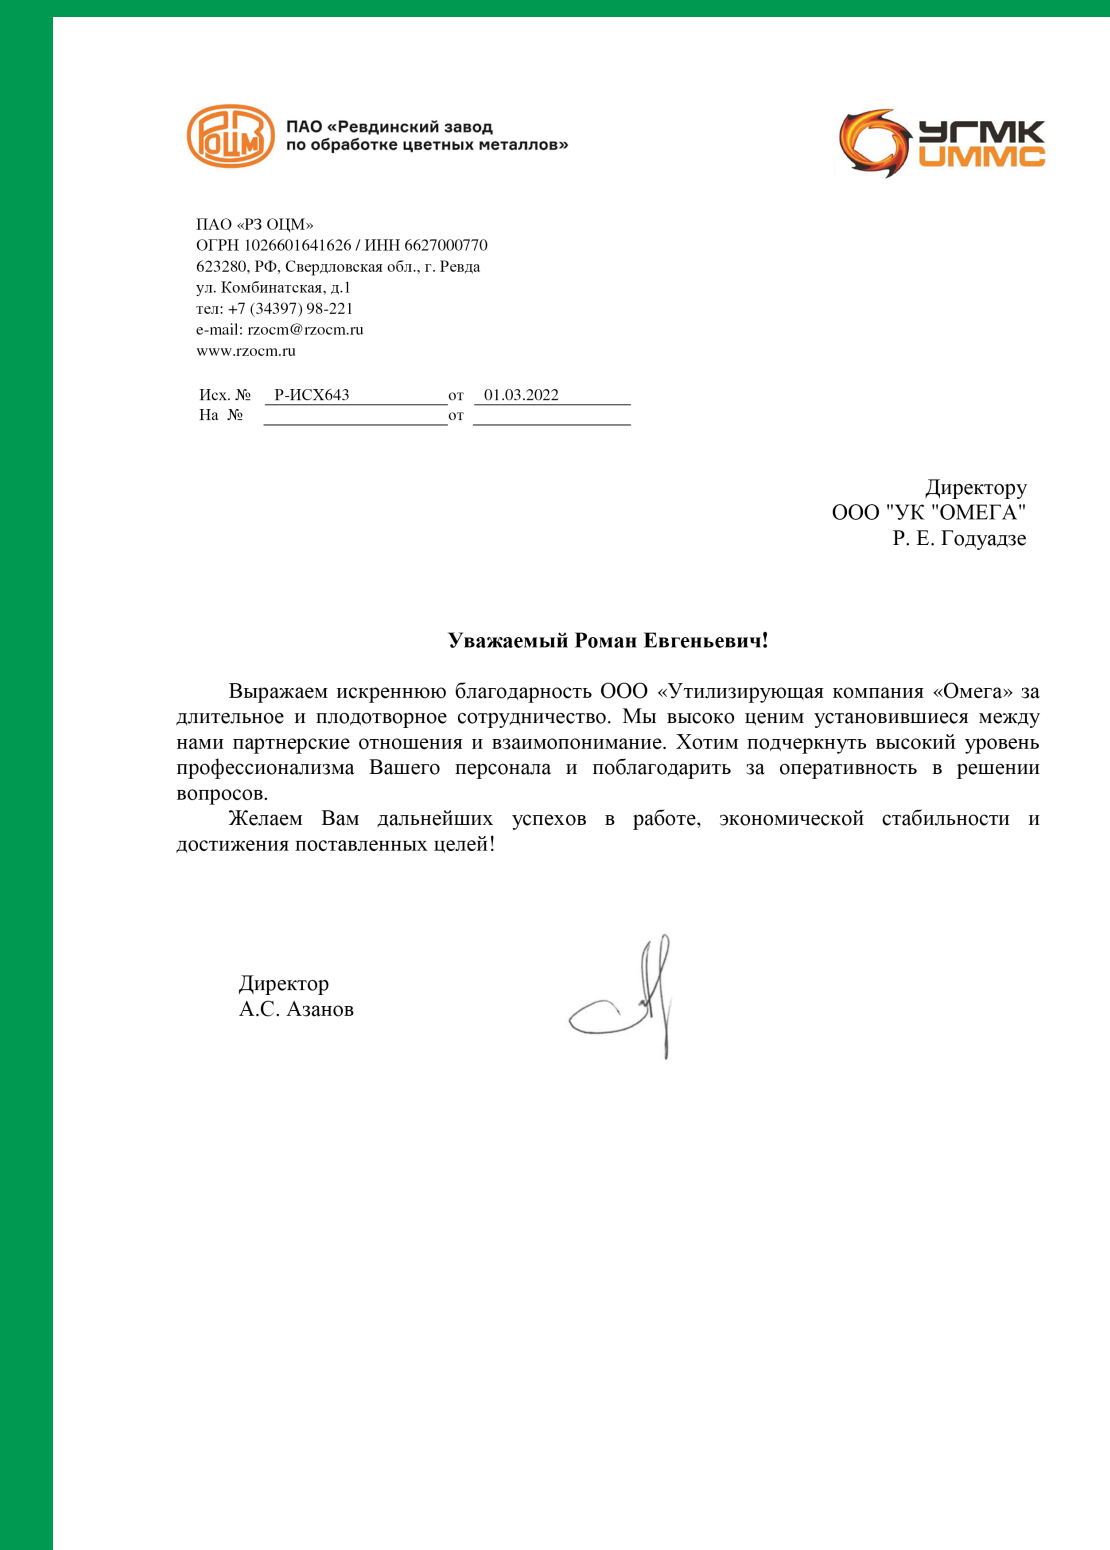 РЗ
ОЦМ
ПАО «Ревдинский завод
по обработке цветных металлов»
УГМК
UMMC
ПАО «РЗ ОЦМ»
ОГРН 1026601641626 / ИНН 6627000770
623280, РФ, Свердловская обл., г. Ревда
ул. Комбинатская, д.1
тел: +7 (34397) 98-221
e-mail: rzocm@rzocm.ru
www.rzocm.ru
Исх. № Р-ИСХ643 от 01.03.2022
На № от
Директору
ООО "УК "ОМЕГА"
Р. Е. Годуадзе
Уважаемый Роман Евгеньевич!
Выражаем искреннюю благодарность ООО «Утилизирующая компания «Омега» за
длительное и плодотворное сотрудничество. Мы высоко ценим установившиеся между
нами партнерские отношения и взаимопонимание. Хотим подчеркнуть высокий уровень
профессионализма Вашего персонала и поблагодарить за оперативность в решении
вопросов.
Желаем Вам дальнейших успехов в работе, экономической стабильности и
достижения поставленных целей!
Директор
А.С. Азанов